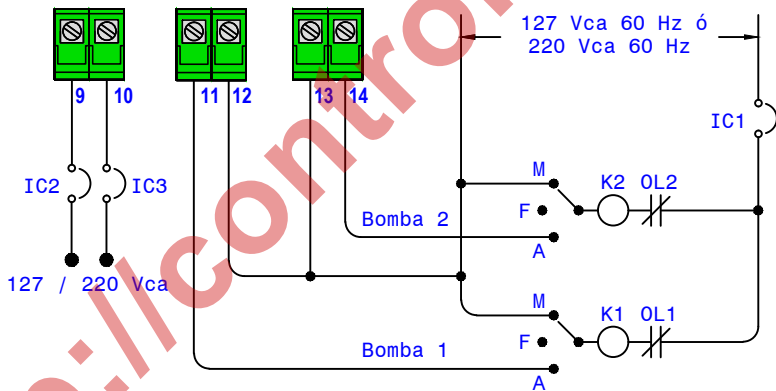 127 Vca 60 Hz ó
220 Vca 60 Hz
9 10 11 12 13 14
IC1
IC2 IC3
M
K2 OL2
F
Bomba 2
A
127 / 220 Vca
M
K1 OL1
F
Bomba 1
A
://control